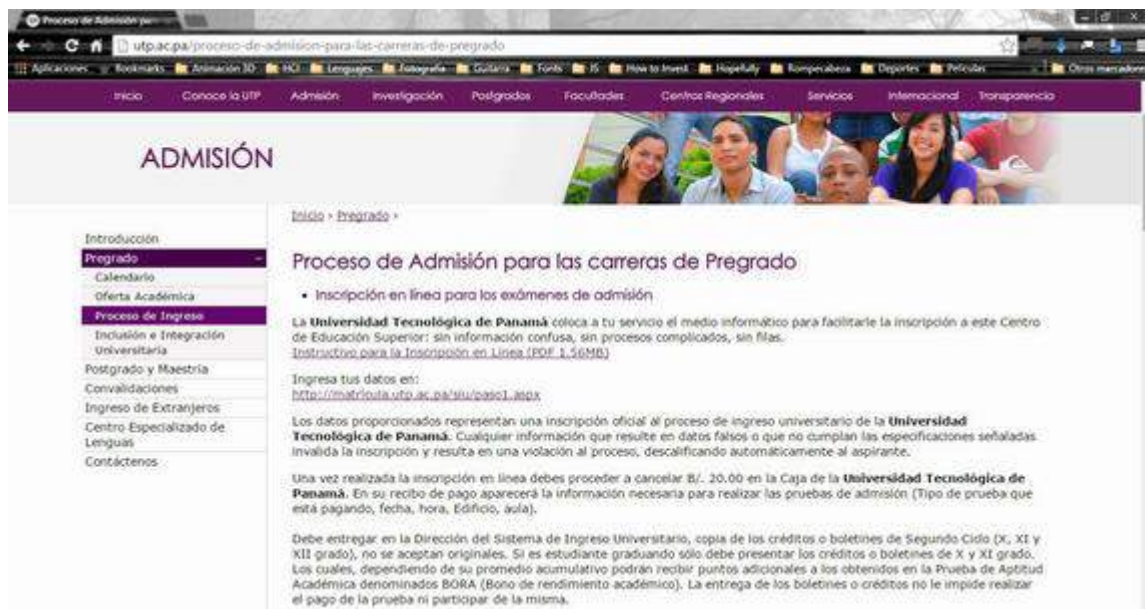 Proceso de Admisión pa
utp.ac.pa/proceso-de-admision-para-las-carreras-de-pregrado
Aplicaciones Bookmarks Animación 3D HCI Lenguajes Fotografía Guitarra Fonts JS How to Invest Hopefully Rompecabeza Deportes Películas Otros marcadore
Inicio Conoce la UTP Admisión Investigación Postgrados Facultades Centros Regionales Servicios Internacional Transparencia
ADMISIÓN
Inicio › Pregrado ›
Introducción
Pregrado
Calendario
Oferta Académica
Proceso de Ingreso
Inclusión e Integración
Universitaria
Postgrado y Maestría
Convalidaciones
Ingreso de Extranjeros
Centro Especializado de
Lenguas
Contáctenos
Proceso de Admisión para las carreras de Pregrado
• Inscripción en línea para los exámenes de admisión
La Universidad Tecnológica de Panamá coloca a tu servicio el medio informático para facilitarle la inscripción a este Centro
de Educación Superior: sin información confusa, sin procesos complicados, sin filas.
Instructivo para la Inscripción en Línea (PDF 1.56MB)
Ingresa tus datos en:
http://matricula.utp.ac.pa/siu/paso1.aspx
Los datos proporcionados representan una inscripción oficial al proceso de ingreso universitario de la Universidad
Tecnológica de Panamá. Cualquier información que resulte en datos falsos o que no cumplan las especificaciones señaladas
invalida la inscripción y resulta en una violación al proceso, descalificando automáticamente al aspirante.
Una vez realizada la inscripción en línea debes proceder a cancelar B/. 20.00 en la Caja de la Universidad Tecnológica de
Panamá. En su recibo de pago aparecerá la información necesaria para realizar las pruebas de admisión (Tipo de prueba que
está pagando, fecha, hora, Edificio, aula).
Debe entregar en la Dirección del Sistema de Ingreso Universitario, copia de los créditos o boletines de Segundo Ciclo (X, XI y
XII grado), no se aceptan originales. Si es estudiante graduando sólo debe presentar los créditos o boletines de X y XI grado.
Los cuales, dependiendo de su promedio acumulativo podrán recibir puntos adicionales a los obtenidos en la Prueba de Aptitud
Académica denominados BORA (Bono de rendimiento académico). La entrega de los boletines o créditos no le impide realizar
el pago de la prueba ni participar de la misma.